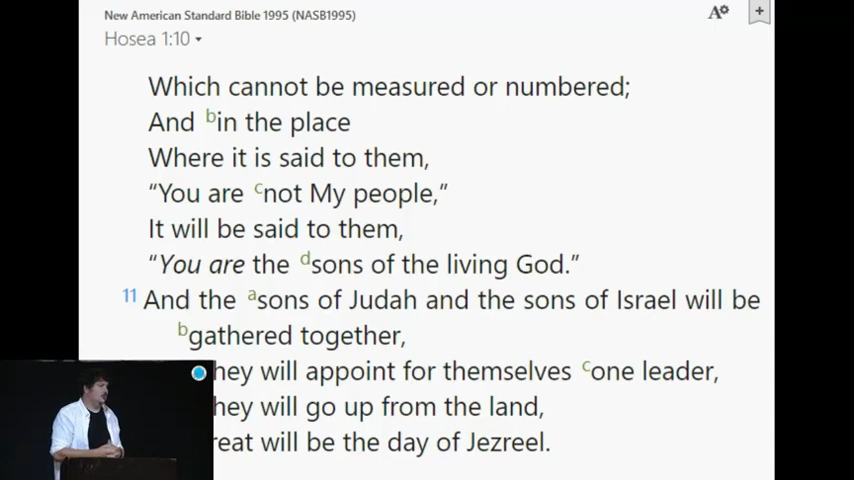 New American Standard Bible 1995 (NASB1995)
Hosea 1:10
Which cannot be measured or numbered;
And bin the place
Where it is said to them,
“You are cnot My people,”
It will be said to them,
“You are the dsons of the living God.”
11 And the asons of Judah and the sons of Israel will be
bgathered together,
hey will appoint for themselves cone leader,
hey will go up from the land,
reat will be the day of Jezreel.